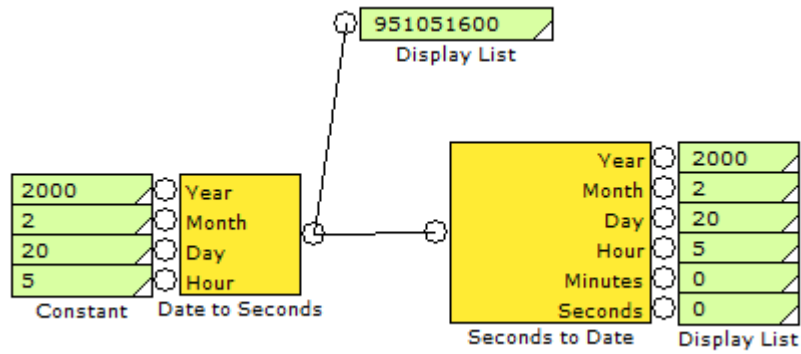 951051600
Display List
2000
2
20
5
Constant
Year
Month
Day
Hour
Date to Seconds
Year
Month
Day
Hour
Minutes
Seconds
Seconds to Date
2000
2
20
5
0
0
Display List